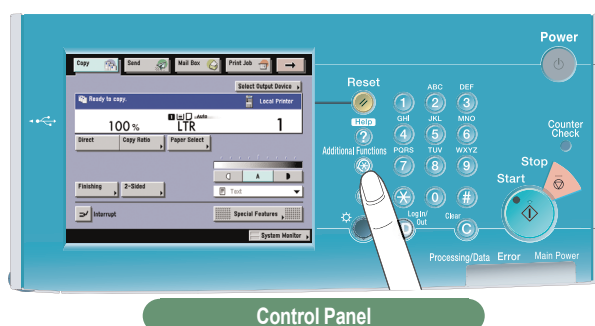 Power
Copy
Send
Mail Box
Print Job
Select Output Device
Ready to copy.
Local Printer
100 %
Auto
LTR
1
Direct
Copy Ratio
Paper Select
A
Finishing
2-Sided
Text
Interrupt
Special Features
System Monitor
Reset
Help
?
Additional Functions
ABC DEF
1 2 3
GHI JKL MNO
4 5 6
PQRS TUV WXYZ
7 8 9
0 #
Log In/
Out
Clear
C
Counter
Check
Stop
Start
Processing/Data Error Main Power
Control Panel